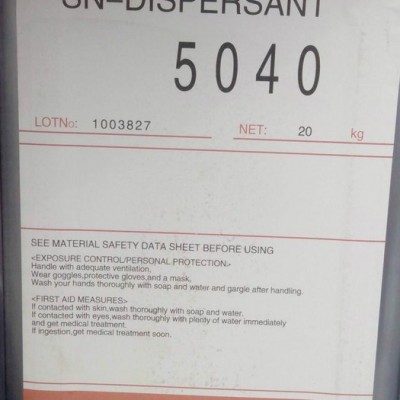 SN-DISPERSANT
5040
LOTNo: 1003827 NET: 20 kg
SEE MATERIAL SAFETY DATA SHEET BEFORE USING
<EXPOSURE CONTROL/PERSONAL PROTECTION>
Handle with adequate ventilation,
Wear goggles,protective gloves,and a mask,
Wash your hands thoroughly with soap and water and gargle after handling.
<FIRST AID MEASURES>
If contacted with skin,wash thoroughly with soap and water.
If contacted with eyes,wash thoroughly with plenty of water immediately
and get medical treatment.
If ingestion,get medical treatment soon.